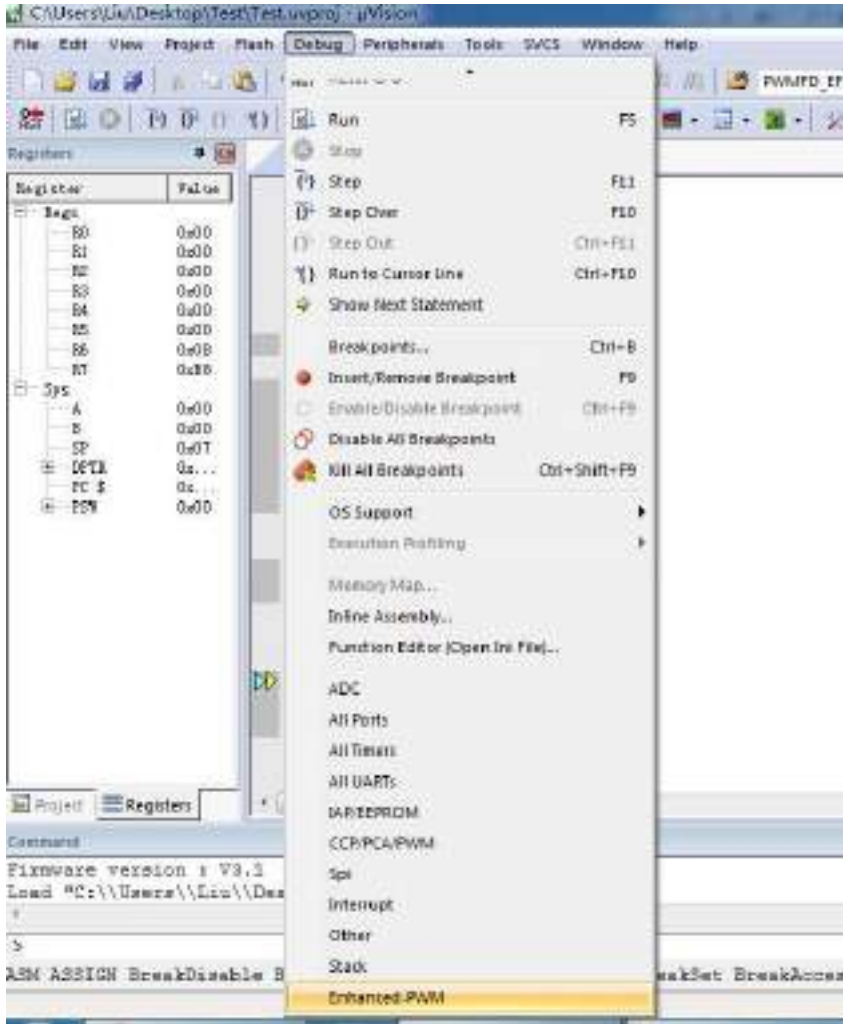 C:\Users\Liu\Desktop\Test\Test.uvproj - µVision
File Edit View Project Flash Debug Peripherals Tools SVCS Window Help
PWMFD_EF
Run F5
Stop
Step F11
Step Over F10
Step Out Ctrl+F11
Run to Cursor Line Ctrl+F10
Show Next Statement
Breakpoints... Ctrl+B
Insert/Remove Breakpoint F9
Enable/Disable Breakpoint Ctrl+F9
Disable All Breakpoints
Kill All Breakpoints Ctrl+Shift+F9
OS Support
Execution Profiling
Memory Map...
Inline Assembly...
Function Editor (Open Ini File)...
ADC
All Ports
All Timers
All UARTs
IAP/EEPROM
CCP/PCA/PWM
Spi
Interrupt
Other
Stack
Enhanced-PWM
Registers
Register Value
Regs
R0 0x00
R1 0x00
R2 0x00
R3 0x00
R4 0x00
R5 0x00
R6 0x0B
R7
Sys
A 0x00
B 0x00
SP 0x07
DPTR 0x...
PC $ 0x...
PSW 0x00
Project Registers
Command
Firmware version : V3.1
Load "C:\\Users\\Liu\\Des
ASM ASSIGN BreakDisable B
eakSet BreakAcces